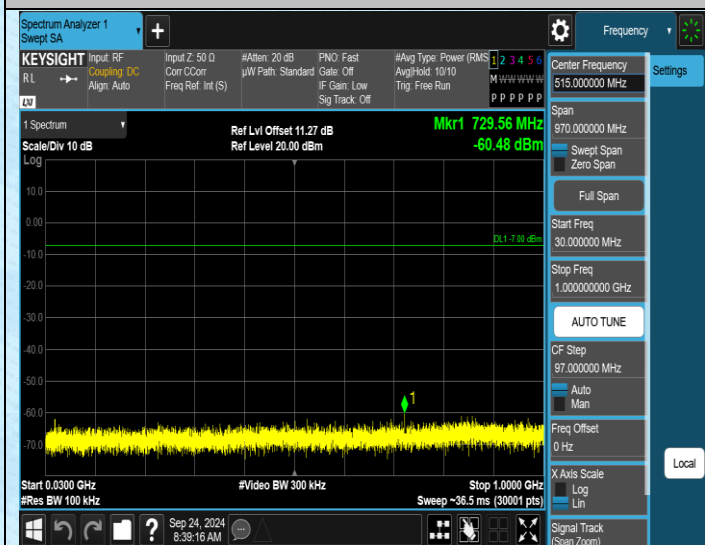 Spectrum Analyzer 1
Swept SA
Frequency
KEYSIGHT
RL
LXI
Input: RF
Coupling: DC
Align: Auto
Input Z: 50 Ω
Corr CCorr
Freq Ref: Int (S)
#Atten: 20 dB
µW Path: Standard
PNO: Fast
Gate: Off
IF Gain: Low
Sig Track: Off
#Avg Type: Power (RMS
Avg|Hold: 10/10
Trig: Free Run
1 2 3 4 5 6
M W W W W W
P P P P P P
1 Spectrum
Scale/Div 10 dB
Ref Lvl Offset 11.27 dB
Ref Level 20.00 dBm
Mkr1 729.56 MHz
-60.48 dBm
Log
10.0
0.00
DL1 -7.00 dBm
-10.0
-20.0
-30.0
-40.0
-50.0
1
-60.0
-70.0
Start 0.0300 GHz
#Res BW 100 kHz
#Video BW 300 kHz
Stop 1.0000 GHz
Sweep ~36.5 ms (30001 pts)
?
Sep 24, 2024
8:39:16 AM
Center Frequency
515.000000 MHz
Span
970.000000 MHz
Swept Span
Zero Span
Full Span
Start Freq
30.000000 MHz
Stop Freq
1.000000000 GHz
AUTO TUNE
CF Step
97.000000 MHz
Auto
Man
Freq Offset
0 Hz
X Axis Scale
Log
Lin
Signal Track
(Span Zoom)
Settings
Local